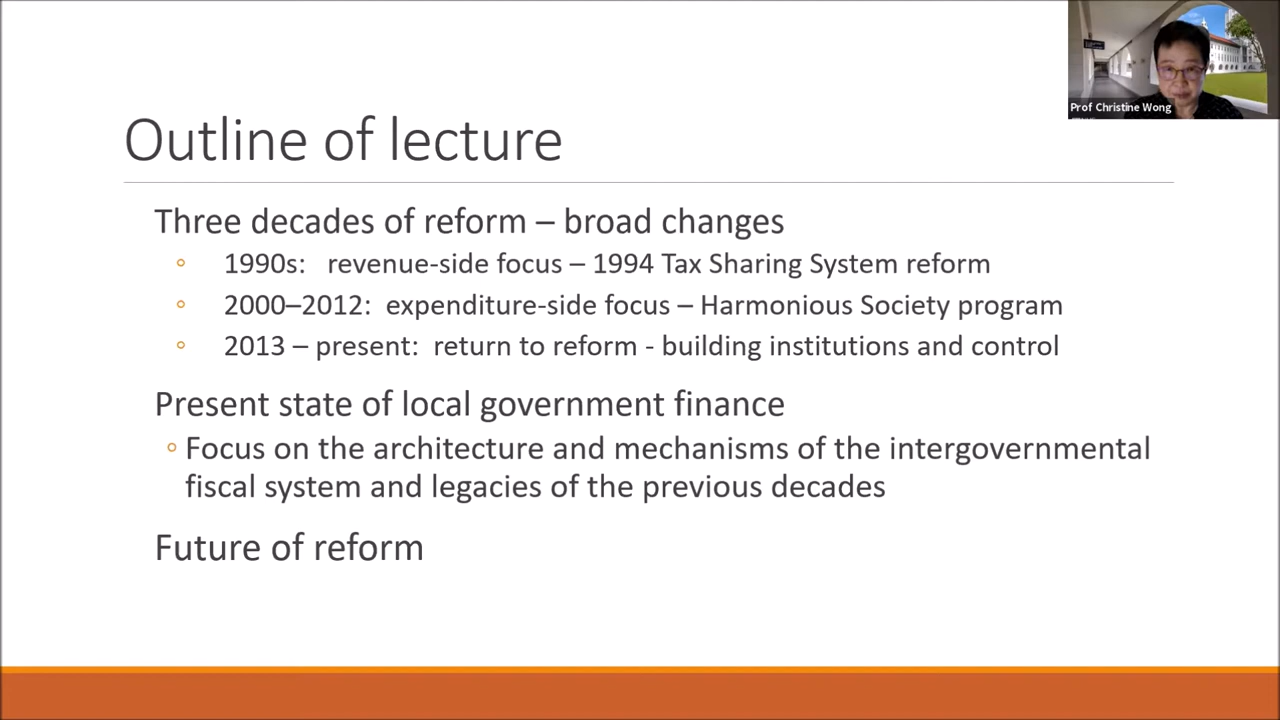 Prof Christine Wong
Outline of lecture
Three decades of reform – broad changes
1990s: revenue-side focus – 1994 Tax Sharing System reform
2000–2012: expenditure-side focus – Harmonious Society program
2013 – present: return to reform - building institutions and control
Present state of local government finance
Focus on the architecture and mechanisms of the intergovernmental
fiscal system and legacies of the previous decades
Future of reform